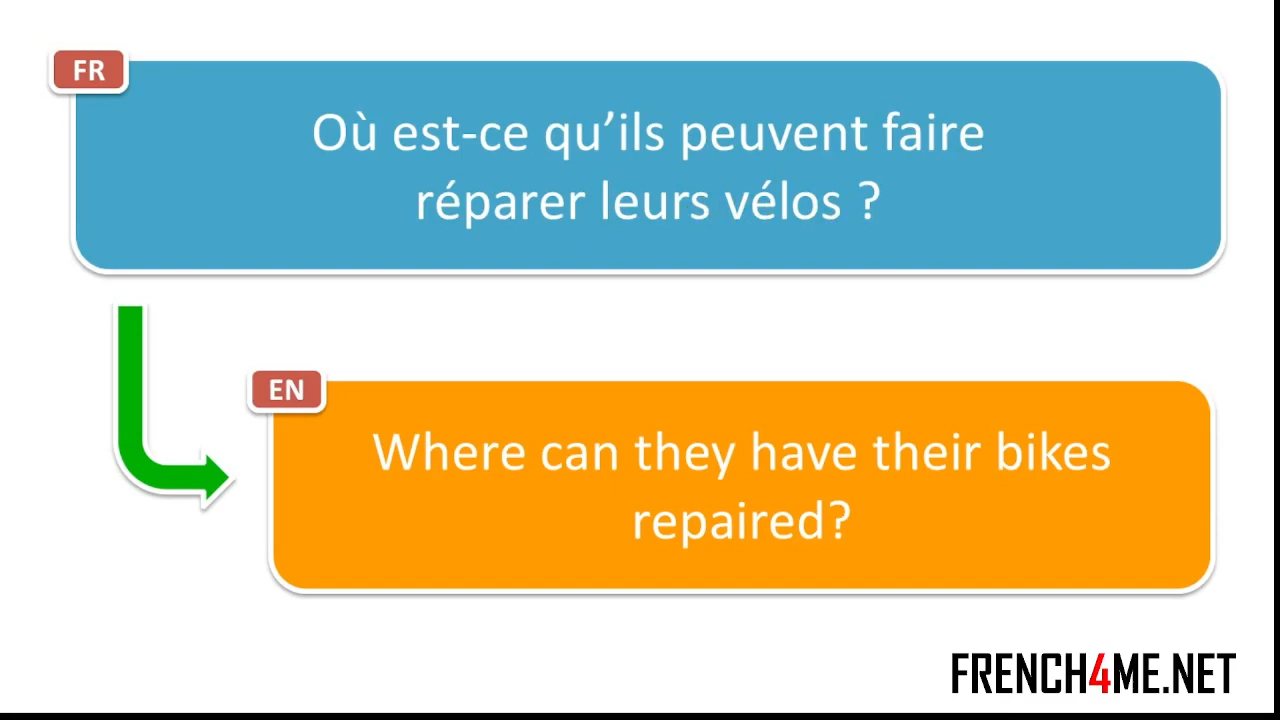 FR
Où est-ce qu’ils peuvent faire
réparer leurs vélos ?
EN
Where can they have their bikes
repaired?
FRENCH4ME.NET